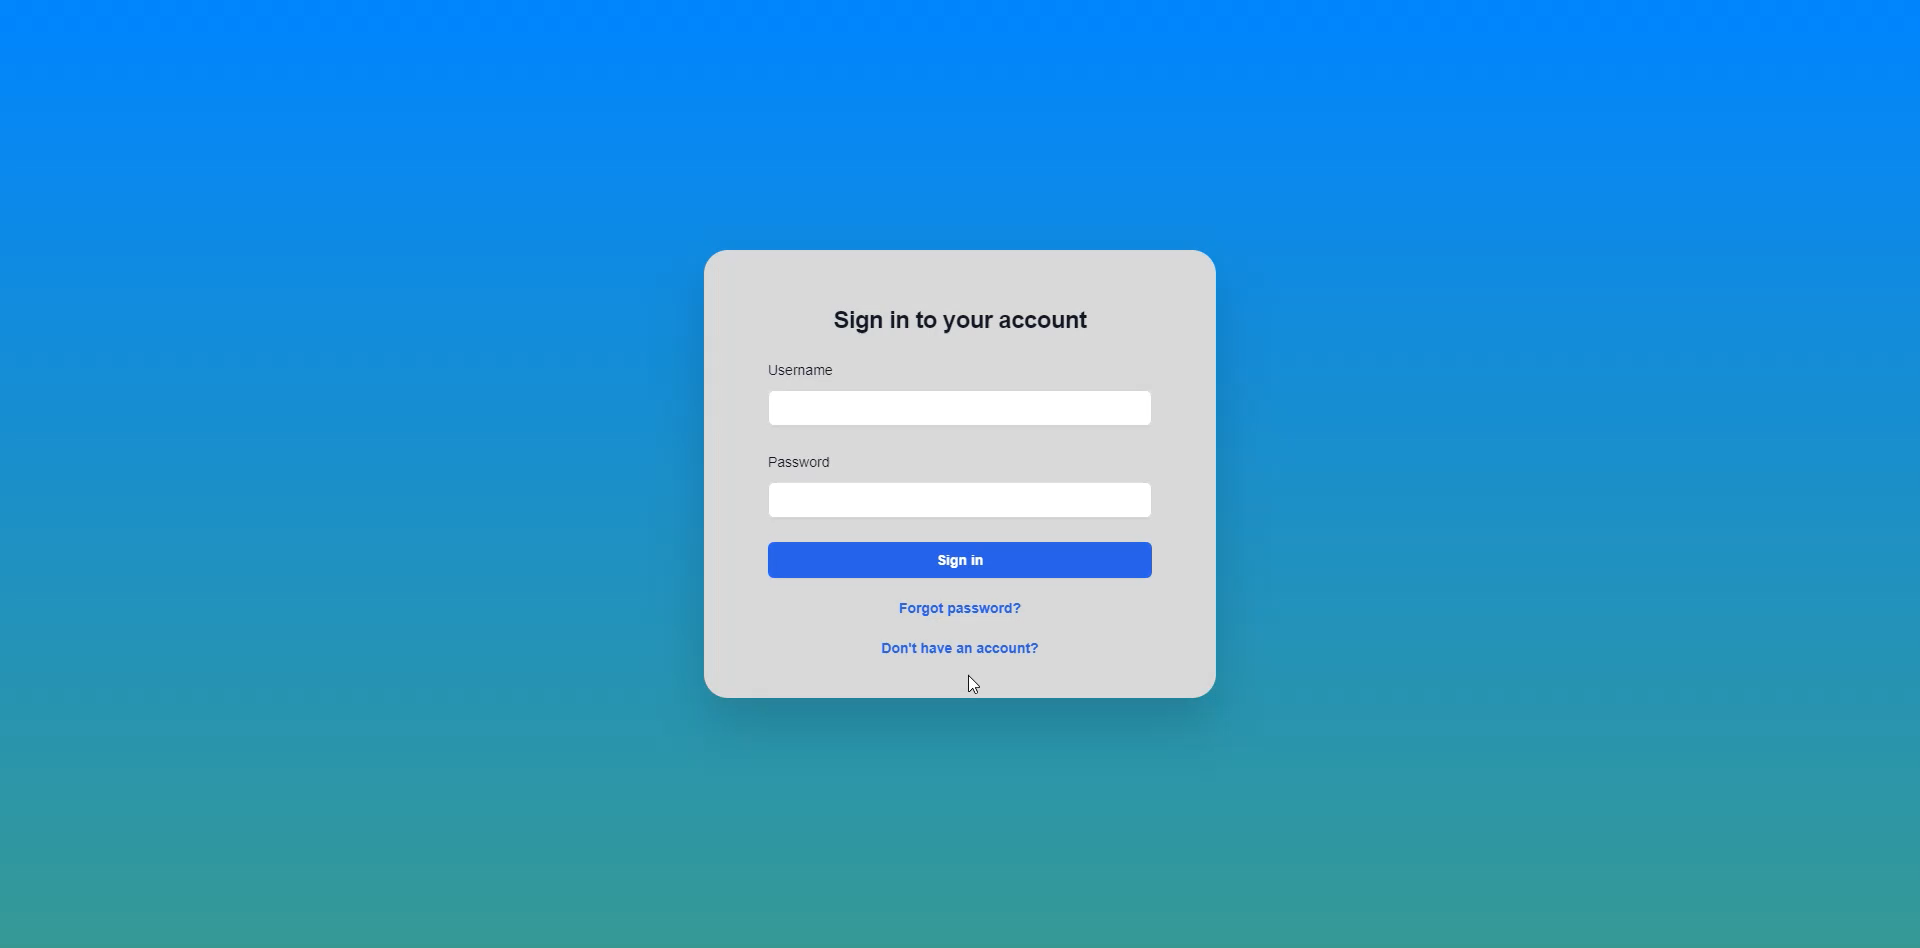 Sign in to your account
Username
Password
Sign in
Forgot password?
Don't have an account?